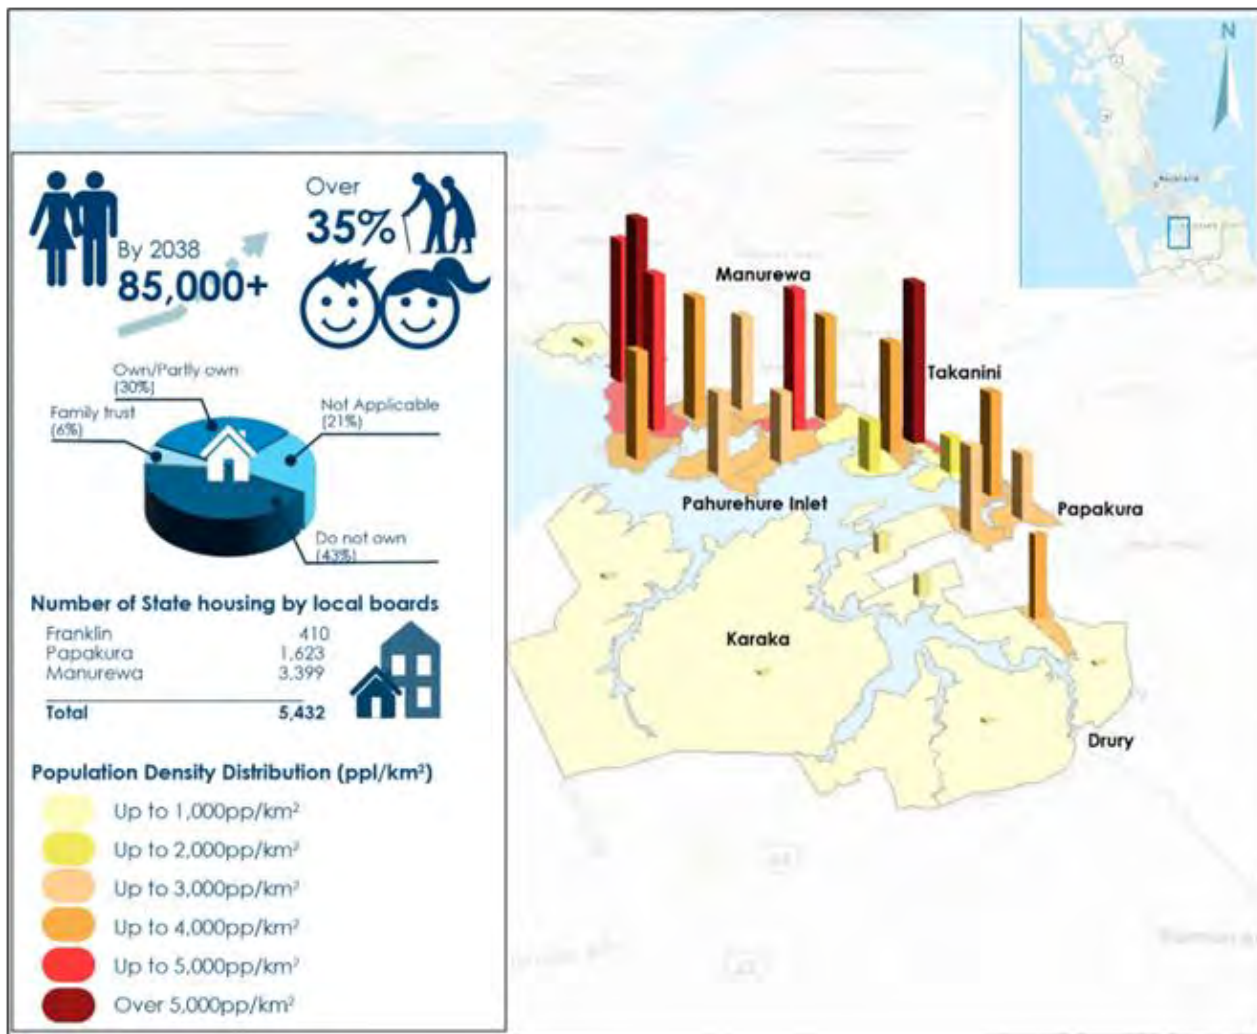 N
By 2038
85,000+
Over
35%
Own/Partly own
(30%)
Family trust
(6%)
Not Applicable
(21%)
Do not own
(43%)
Number of State housing by local boards
Franklin 410
Papakura 1,623
Manurewa 3,399
Total 5,432
Population Density Distribution (ppl/km²)
Up to 1,000pp/km²
Up to 2,000pp/km²
Up to 3,000pp/km²
Up to 4,000pp/km²
Up to 5,000pp/km²
Over 5,000pp/km²
Manurewa
Takanini
Pahurehure Inlet
Papakura
Karaka
Drury